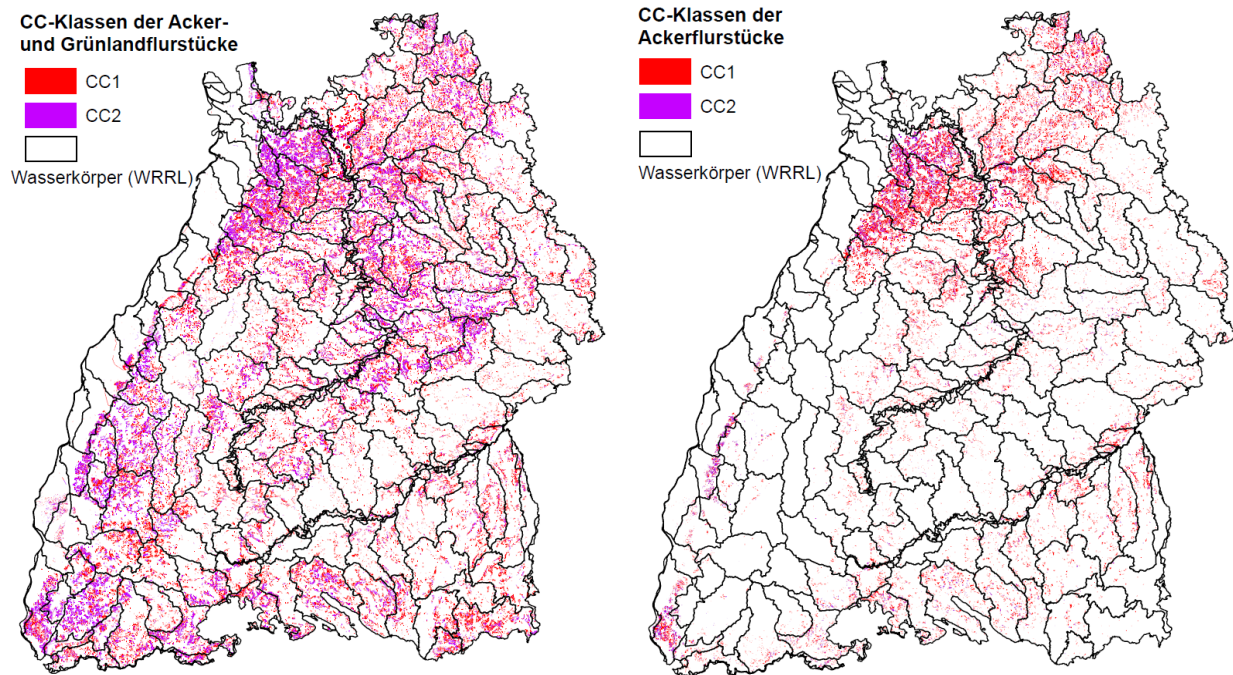 CC-Klassen der Acker-
und Grünlandflurstücke
CC1
CC2
Wasserkörper (WRRL)
CC-Klassen der
Ackerflurstücke
CC1
CC2
Wasserkörper (WRRL)